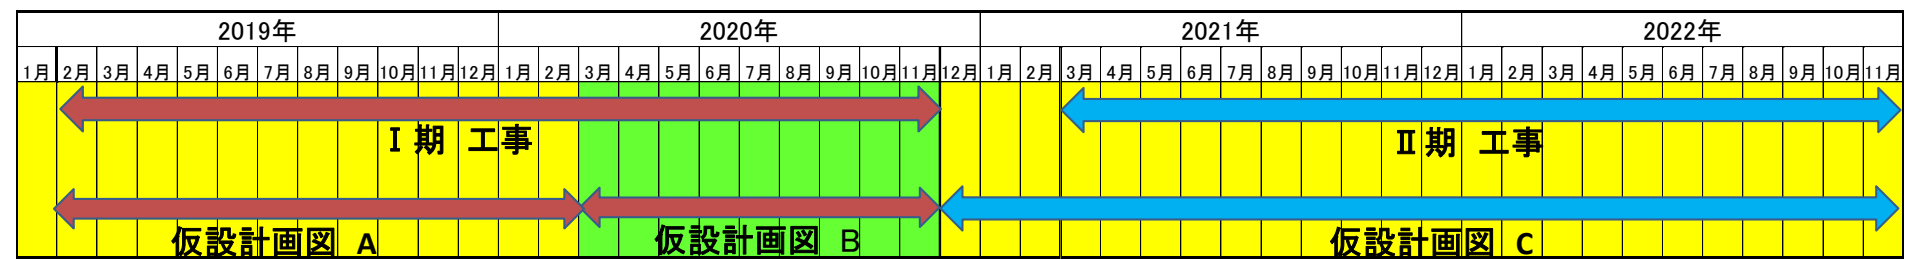 2019年 2020年 2021年 2022年
1月 2月 3月 4月 5月 6月 7月 8月 9月 10月 11月 12月 1月 2月 3月 4月 5月 6月 7月 8月 9月 10月 11月 12月 1月 2月 3月 4月 5月 6月 7月 8月 9月 10月 11月 12月 1月 2月 3月 4月 5月 6月 7月 8月 9月 10月 11月
Ⅰ期 工事 Ⅱ期 工事
仮設計画図 A 仮設計画図 B 仮設計画図 C